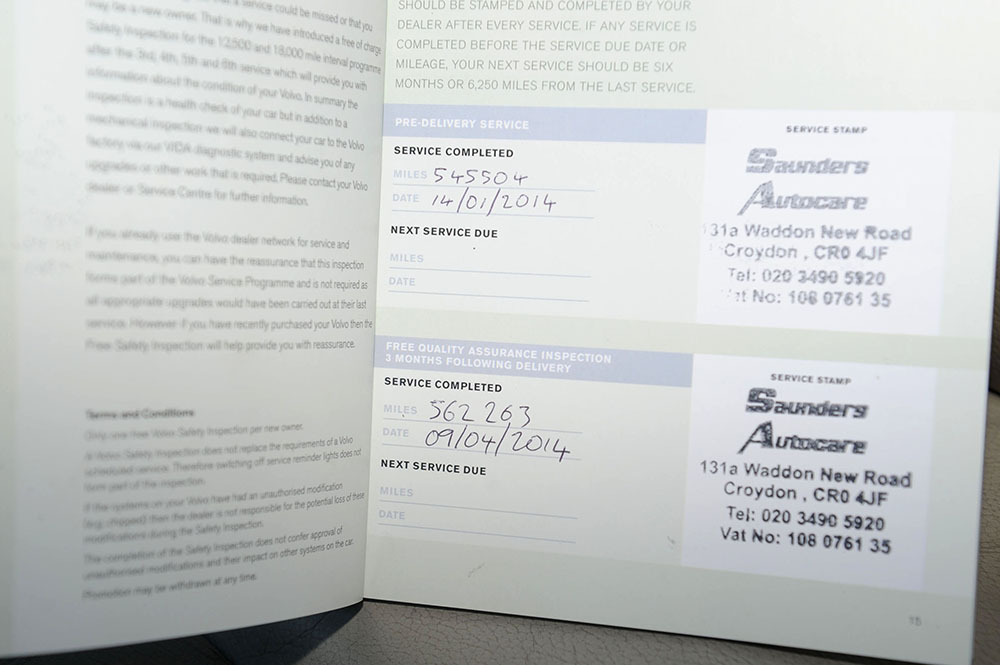 service could be missed or that you
may be a new owner. That is why we have introduced a free of charge
Safety Inspection for the 12,500 and 18,000 mile interval programme
after the 3rd, 4th, 5th and 6th service which will provide you with
information about the condition of your Volvo. In summary the
inspection is a health check of your car but in addition to a
mechanical inspection we will also connect your car to the Volvo
factory via our VIDA diagnostic system and advise you of any
upgrades or other work that is required. Please contact your Volvo
dealer or Service Centre for further information.
If you already use the Volvo dealer network for service and
maintenance, you can have the reassurance that this inspection
forms part of the Volvo Service Programme and is not required as
all appropriate upgrades would have been carried out at their last
service. However if you have recently purchased your Volvo then the
Free Safety Inspection will help provide you with reassurance.
Terms and Conditions
Only one free Volvo Safety Inspection per new owner.
A Volvo Safety Inspection does not replace the requirements of a Volvo
scheduled service. Therefore switching off service reminder lights does not
form part of the inspection.
If the systems on your Volvo have had an unauthorised modification
(e.g. chipped) then the dealer is not responsible for the potential loss of these
modifications during the Safety Inspection.
The completion of the Safety Inspection does not confer approval of
unauthorised modifications and their impact on other systems on the car.
Promotion may be withdrawn at any time.
SHOULD BE STAMPED AND COMPLETED BY YOUR
DEALER AFTER EVERY SERVICE. IF ANY SERVICE IS
COMPLETED BEFORE THE SERVICE DUE DATE OR
MILEAGE, YOUR NEXT SERVICE SHOULD BE SIX
MONTHS OR 6,250 MILES FROM THE LAST SERVICE.
PRE-DELIVERY SERVICE
SERVICE COMPLETED
MILES 545504
DATE 14/01/2014
NEXT SERVICE DUE
MILES
DATE
SERVICE STAMP
Saunders
Autocare
131a Waddon New Road
Croydon , CR0 4JF
Tel: 020 3490 5920
Vat No: 108 0761 35
FREE QUALITY ASSURANCE INSPECTION
3 MONTHS FOLLOWING DELIVERY
SERVICE COMPLETED
MILES 562 263
DATE 09/04/2014
NEXT SERVICE DUE
MILES
DATE
SERVICE STAMP
Saunders
Autocare
131a Waddon New Road
Croydon , CR0 4JF
Tel: 020 3490 5920
Vat No: 108 0761 35
15